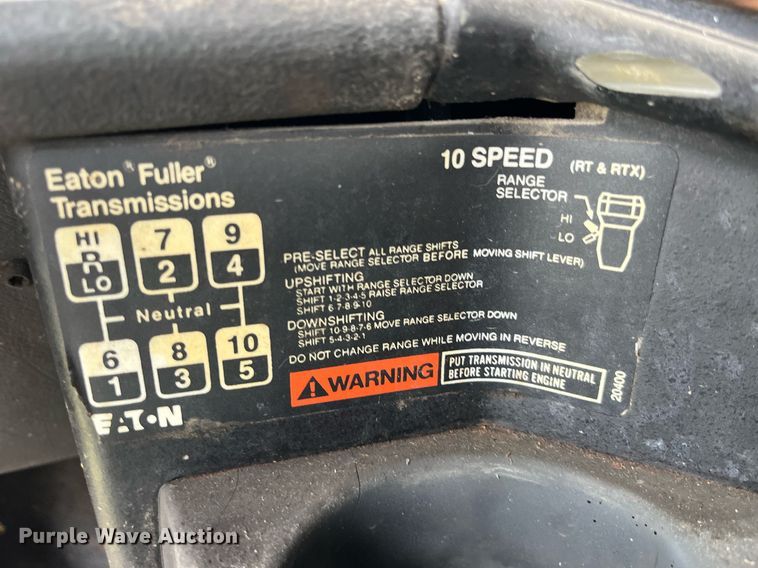 Eaton® Fuller®
Transmissions
10 SPEED (RT & RTX)
RANGE
SELECTOR
HI
LO
HI
R
LO
7
2
9
4
Neutral
6
1
8
3
10
5
PRE-SELECT ALL RANGE SHIFTS
(MOVE RANGE SELECTOR BEFORE MOVING SHIFT LEVER)
UPSHIFTING
START WITH RANGE SELECTOR DOWN
SHIFT 1-2-3-4-5 RAISE RANGE SELECTOR
SHIFT 6-7-8-9-10
DOWNSHIFTING
SHIFT 10-9-8-7-6 MOVE RANGE SELECTOR DOWN
SHIFT 5-4-3-2-1
DO NOT CHANGE RANGE WHILE MOVING IN REVERSE
WARNING
PUT TRANSMISSION IN NEUTRAL
BEFORE STARTING ENGINE
20400
EATON
Purple Wave Auction